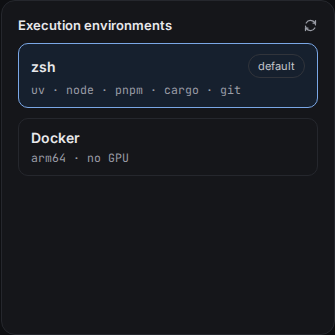 Execution environments
zsh
default
uv · node · pnpm · cargo · git
Docker
arm64 · no GPU